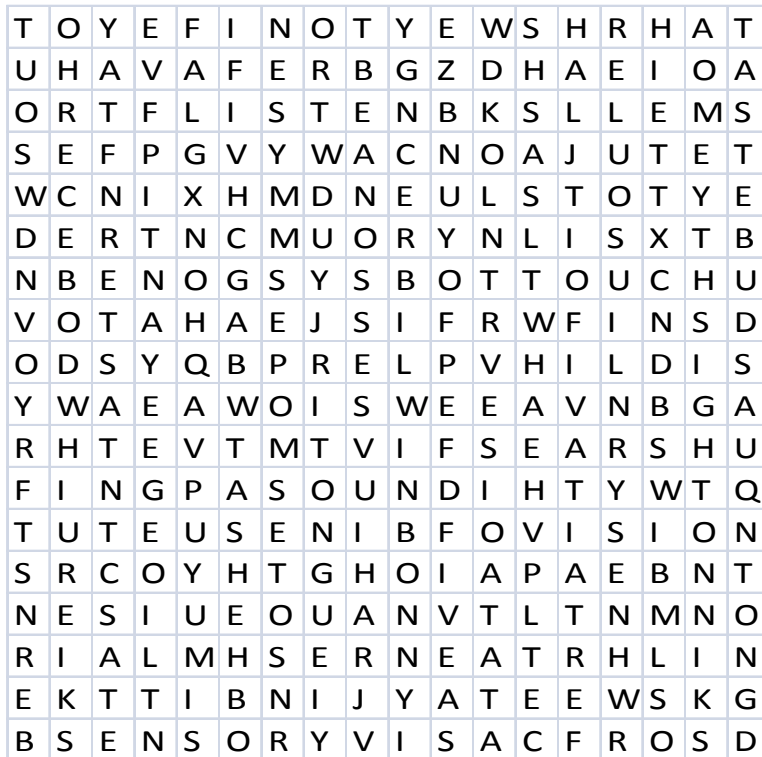 T O Y E F I N O T Y E W S H R H A T
U H A V A F E R B G Z D H A E I O A
O R T F L I S T E N B K S L L E M S
S E F P G V Y W A C N O A J U T E T
W C N I X H M D N E U L S T O T Y E
D E R T N C M U O R Y N L I S X T B
N B E N O G S Y S B O T T O U C H U
V O T A H A E J S I F R W F I N S D
O D S Y Q B P R E L P V H I L D I S
Y W A E A W O I S W E E A V N B G A
R H T E V T M T V I F S E A R S H U
F I N G P A S O U N D I H T Y W T Q
T U T E U S E N I B F O V I S I O N
S R C O Y H T G H O I A P A E B N T
N E S I U E O U A N V T L T N M N O
R I A L M H S E R N E A T R H L I N
E K T T I B N I J Y A T E E W S K G
B S E N S O R Y V I S A C F R O S D